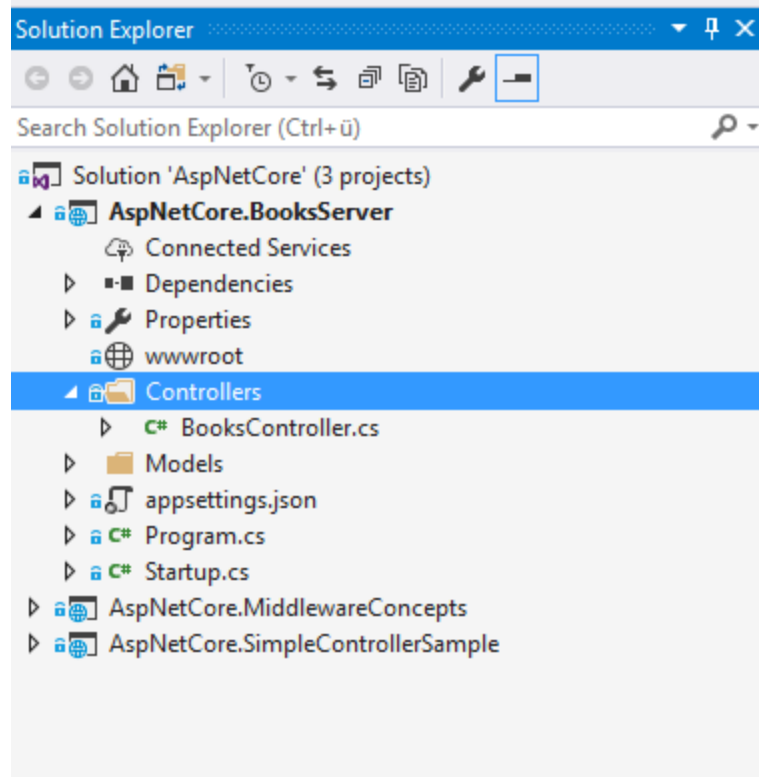 Solution Explorer
Search Solution Explorer (Ctrl+ü)
Solution 'AspNetCore' (3 projects)
AspNetCore.BooksServer
Connected Services
Dependencies
Properties
wwwroot
Controllers
C# BooksController.cs
Models
appsettings.json
C# Program.cs
C# Startup.cs
AspNetCore.MiddlewareConcepts
AspNetCore.SimpleControllerSample